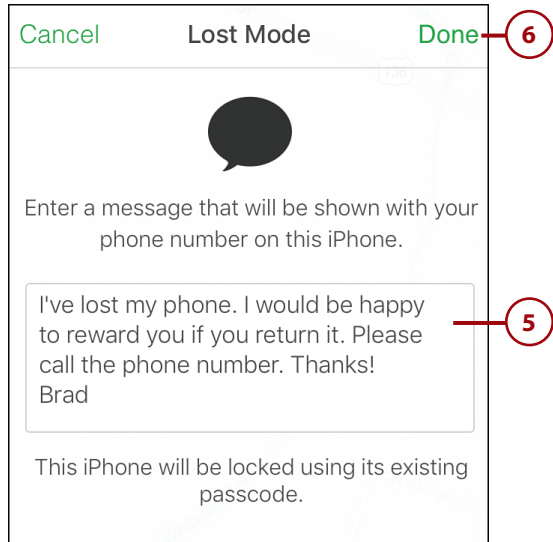 Cancel Lost Mode Done 6
136
Enter a message that will be shown with your
phone number on this iPhone.
I've lost my phone. I would be happy
to reward you if you return it. Please 5
call the phone number. Thanks!
Brad
This iPhone will be locked using its existing
passcode.